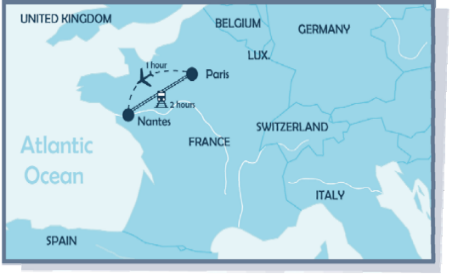 UNITED KINGDOM
BELGIUM
GERMANY
LUX.
1 hour
Paris
2 hours
Nantes
SWITZERLAND
FRANCE
Atlantic
Ocean
ITALY
SPAIN